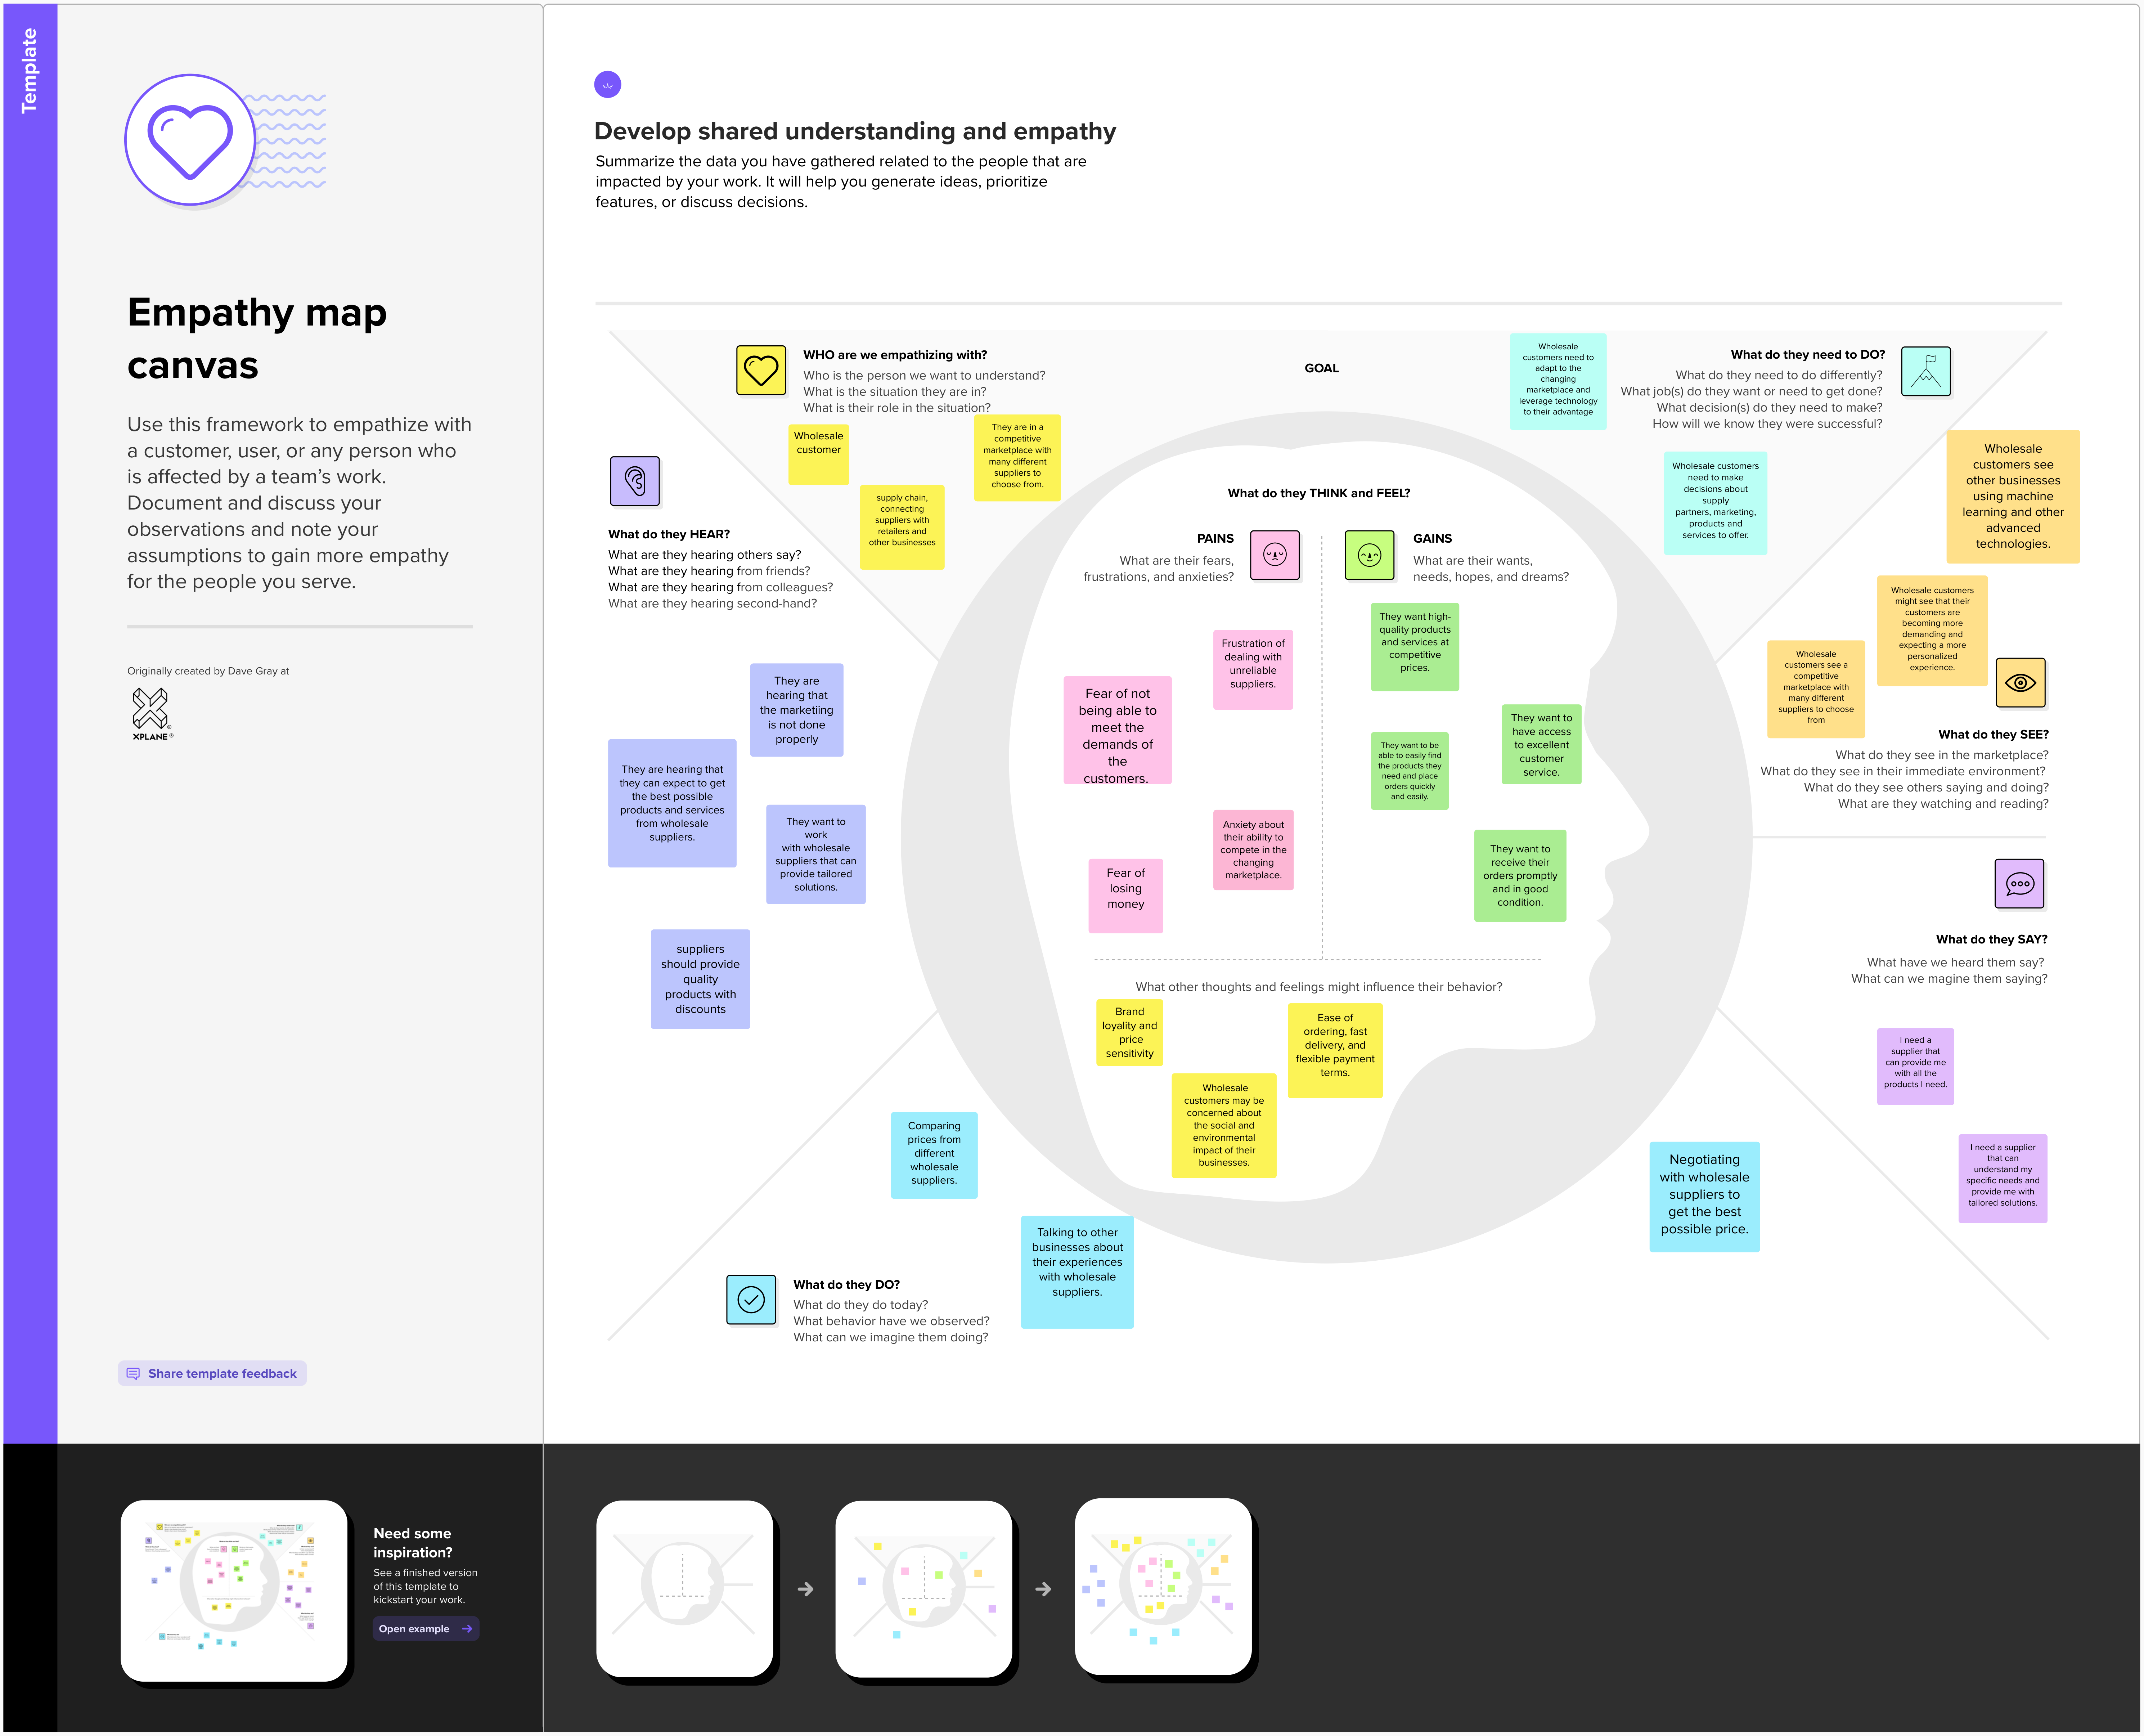 Template
Empathy map
canvas
Use this framework to empathize with
a customer, user, or any person who
is affected by a team’s work.
Document and discuss your
observations and note your
assumptions to gain more empathy
for the people you serve.
Originally created by Dave Gray at
XPLANE®
Share template feedback
Need some
inspiration?
See a finished version
of this template to
kickstart your work.
Open example
Develop shared understanding and empathy
Summarize the data you have gathered related to the people that are
impacted by your work. It will help you generate ideas, prioritize
features, or discuss decisions.
WHO are we empathizing with?
Who is the person we want to understand?
What is the situation they are in?
What is their role in the situation?
Wholesale
customer
supply chain,
connecting
suppliers with
retailers and
other businesses
They are in a
competitive
marketplace with
many different
suppliers to
choose from.
GOAL
Wholesale
customers need to
adapt to the
changing
marketplace and
leverage technology
to their advantage
What do they need to DO?
What do they need to do differently?
What job(s) do they want or need to get done?
What decision(s) do they need to make?
How will we know they were successful?
Wholesale customers
need to make
decisions about
supply
partners, marketing,
products and
services to offer.
Wholesale
customers see
other businesses
using machine
learning and other
advanced
technologies.
Wholesale customers
might see that their
customers are
becoming more
demanding and
expecting a more
personalized
experience.
Wholesale
customers see a
competitive
marketplace with
many different
suppliers to choose
from
What do they SEE?
What do they see in the marketplace?
What do they see in their immediate environment?
What do they see others saying and doing?
What are they watching and reading?
What do they HEAR?
What are they hearing others say?
What are they hearing from friends?
What are they hearing from colleagues?
What are they hearing second-hand?
They are
hearing that
the marketiing
is not done
properly
They are hearing that
they can expect to get
the best possible
products and services
from wholesale
suppliers.
They want to
work
with wholesale
suppliers that can
provide tailored
solutions.
suppliers
should provide
quality
products with
discounts
What do they THINK and FEEL?
PAINS
What are their fears,
frustrations, and anxieties?
GAINS
What are their wants,
needs, hopes, and dreams?
Frustration of
dealing with
unreliable
suppliers.
Fear of not
being able to
meet the
demands of
the
customers.
Anxiety about
their ability to
compete in the
changing
marketplace.
Fear of
losing
money
They want high-
quality products
and services at
competitive
prices.
They want to
have access
to excellent
customer
service.
They want to be
able to easily find
the products they
need and place
orders quickly
and easily.
They want to
receive their
orders promptly
and in good
condition.
What other thoughts and feelings might influence their behavior?
Brand
loyality and
price
sensitivity
Wholesale
customers may be
concerned about
the social and
environmental
impact of their
businesses.
Ease of
ordering, fast
delivery, and
flexible payment
terms.
What do they SAY?
What have we heard them say?
What can we magine them saying?
I need a
supplier that
can provide me
with all the
products I need.
I need a supplier
that can
understand my
specific needs and
provide me with
tailored solutions.
Negotiating
with wholesale
suppliers to
get the best
possible price.
Comparing
prices from
different
wholesale
suppliers.
Talking to other
businesses about
their experiences
with wholesale
suppliers.
What do they DO?
What do they do today?
What behavior have we observed?
What can we imagine them doing?